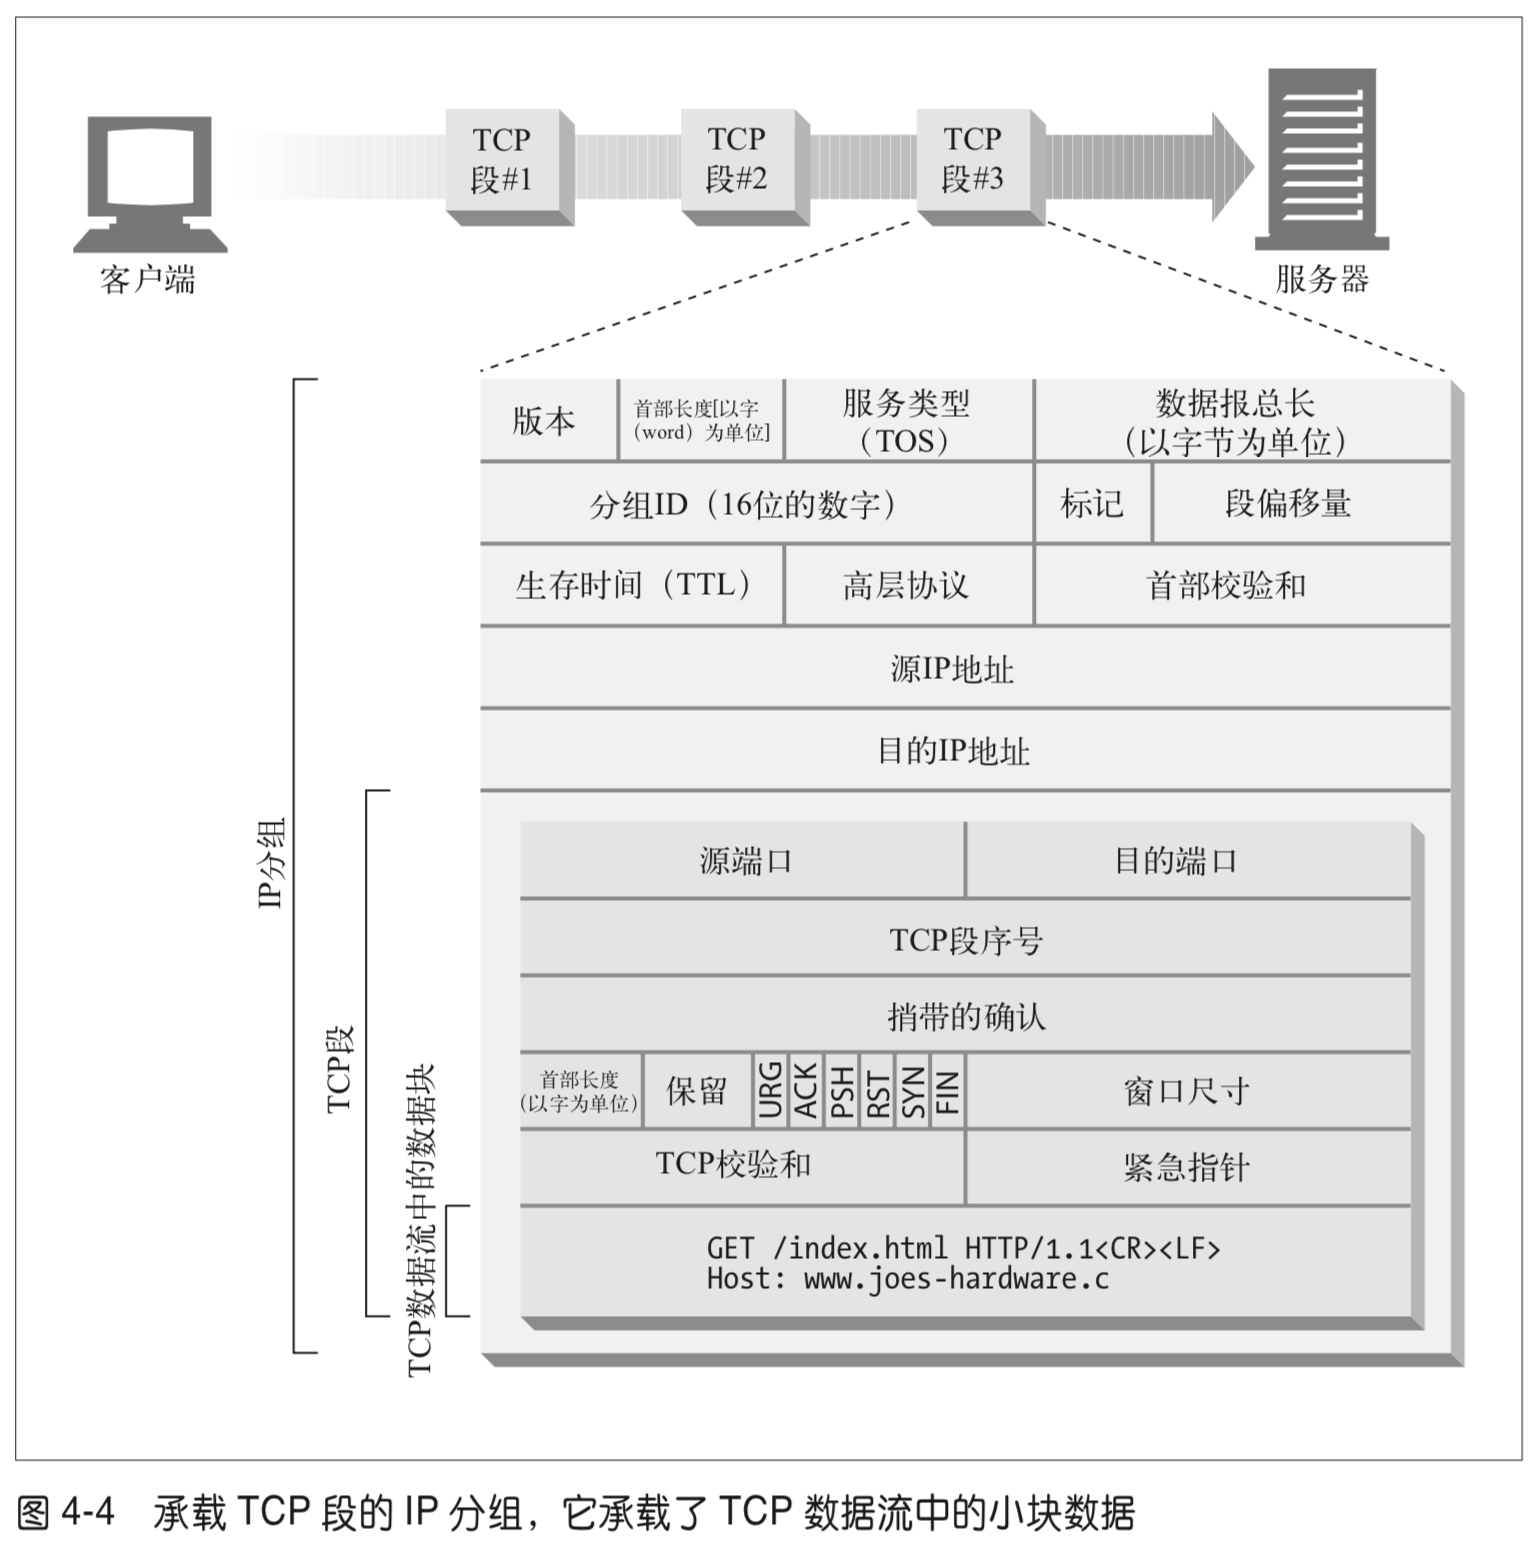 TCP
段#1
TCP
段#2
TCP
段#3
客户端
服务器
版本
首部长度[以字
（word）为单位]
服务类型
（TOS）
数据报总长
（以字节为单位）
分组ID（16位的数字）
标记
段偏移量
生存时间（TTL）
高层协议
首部校验和
源IP地址
目的IP地址
IP分组
TCP段
TCP数据流中的数据块
源端口
目的端口
TCP段序号
捎带的确认
首部长度
(以字为单位)
保留
URG
ACK
PSH
RST
SYN
FIN
窗口尺寸
TCP校验和
紧急指针
GET /index.html HTTP/1.1<CR><LF>
Host: www.joes-hardware.c
图 4-4 承载 TCP 段的 IP 分组，它承载了 TCP 数据流中的小块数据